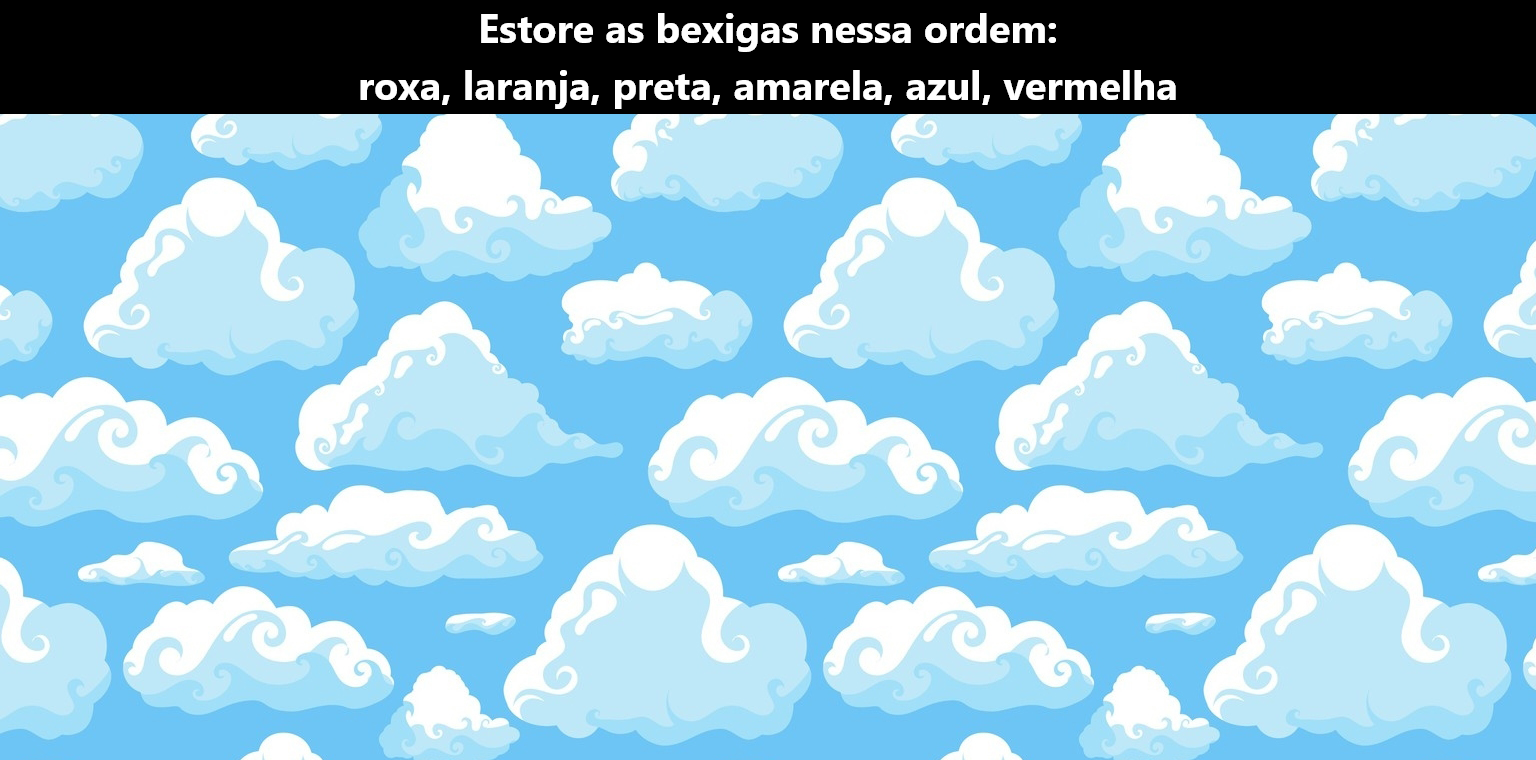 Estore as bexigas nessa ordem:
roxa, laranja, preta, amarela, azul, vermelha